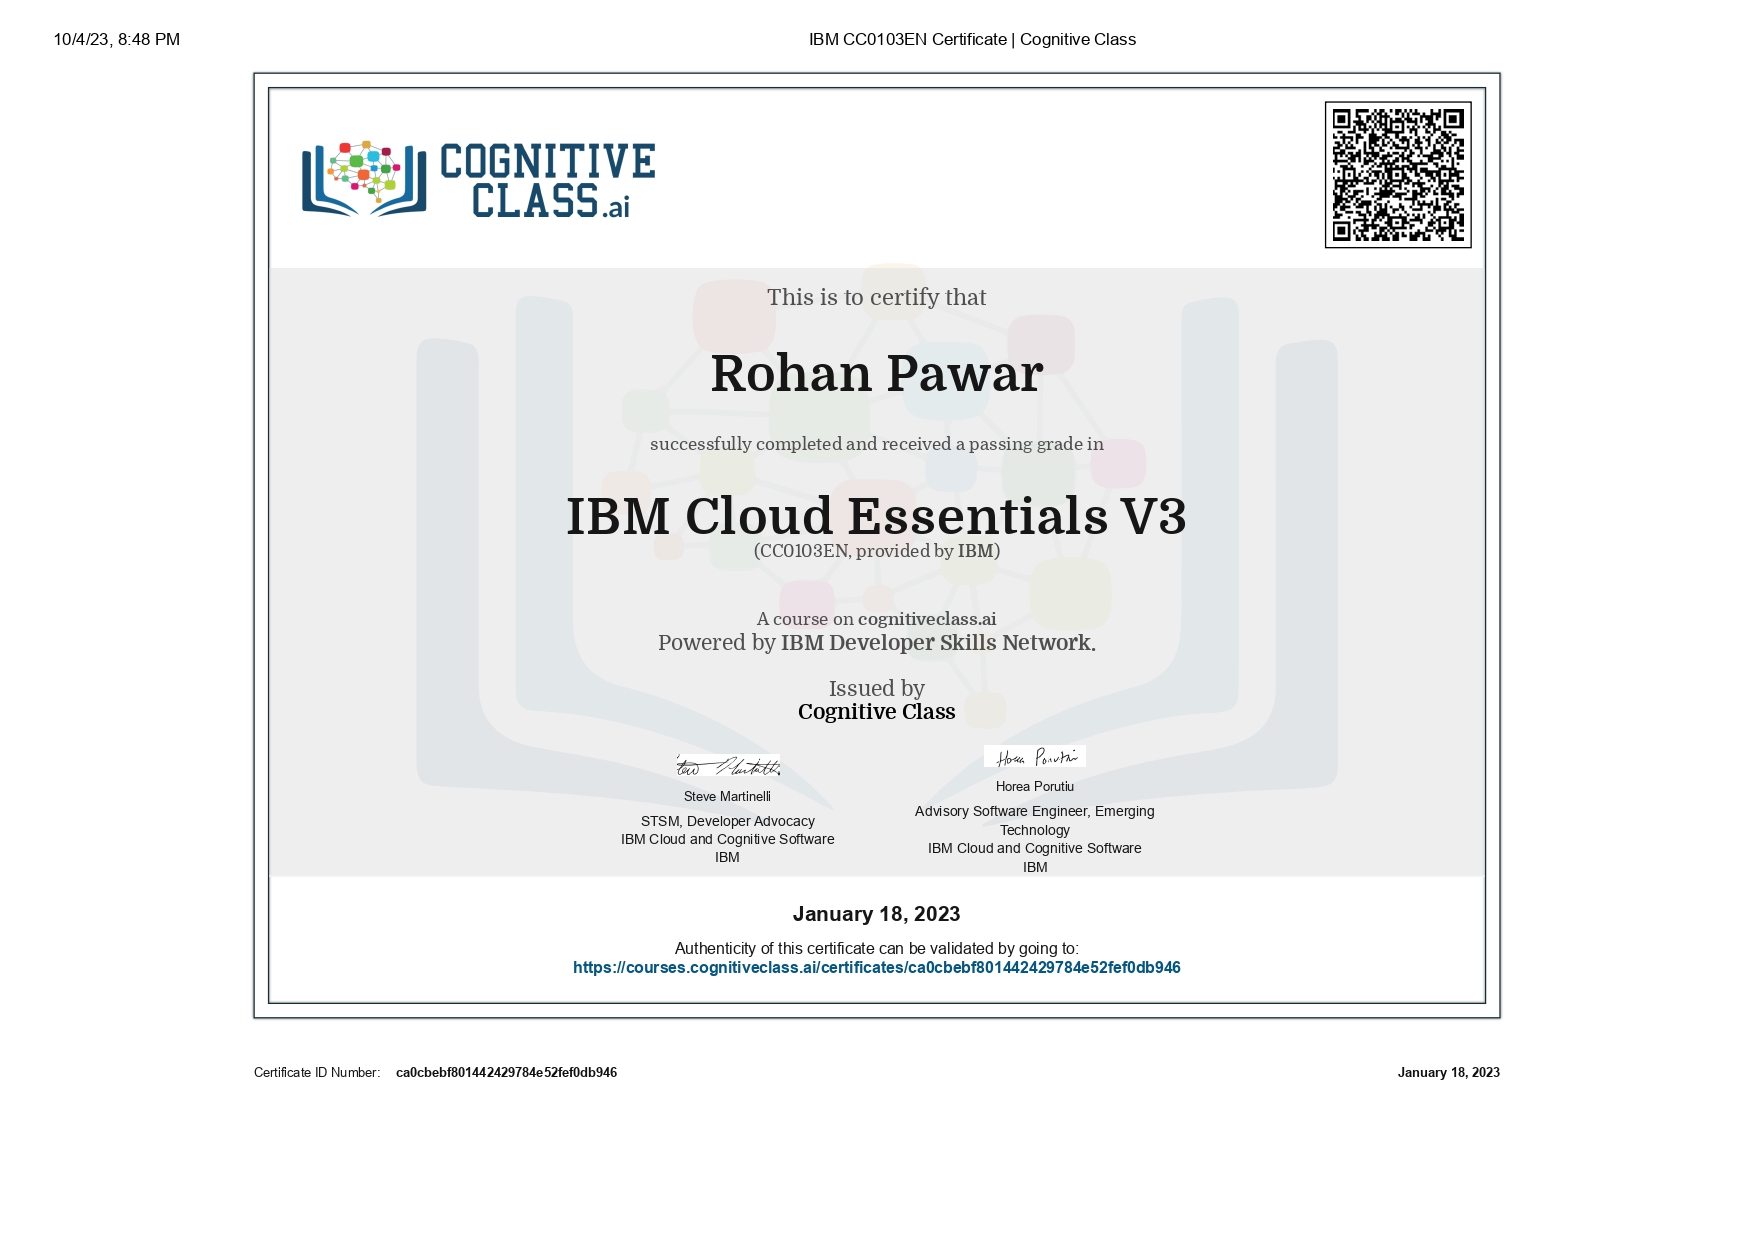 10/4/23, 8:48 PM
IBM CC0103EN Certificate | Cognitive Class
COGNITIVE
CLASS.ai
This is to certify that
Rohan Pawar
successfully completed and received a passing grade in
IBM Cloud Essentials V3
(CC0103EN, provided by IBM)
A course on cognitiveclass.ai
Powered by IBM Developer Skills Network.
Issued by
Cognitive Class
Steve Martinelli
STSM, Developer Advocacy
IBM Cloud and Cognitive Software
IBM
Horea Porutiu
Horea Porutiu
Advisory Software Engineer, Emerging
Technology
IBM Cloud and Cognitive Software
IBM
January 18, 2023
Authenticity of this certificate can be validated by going to:
https://courses.cognitiveclass.ai/certificates/ca0cbebf801442429784e52fef0db946
Certificate ID Number: ca0cbebf801442429784e52fef0db946
January 18, 2023